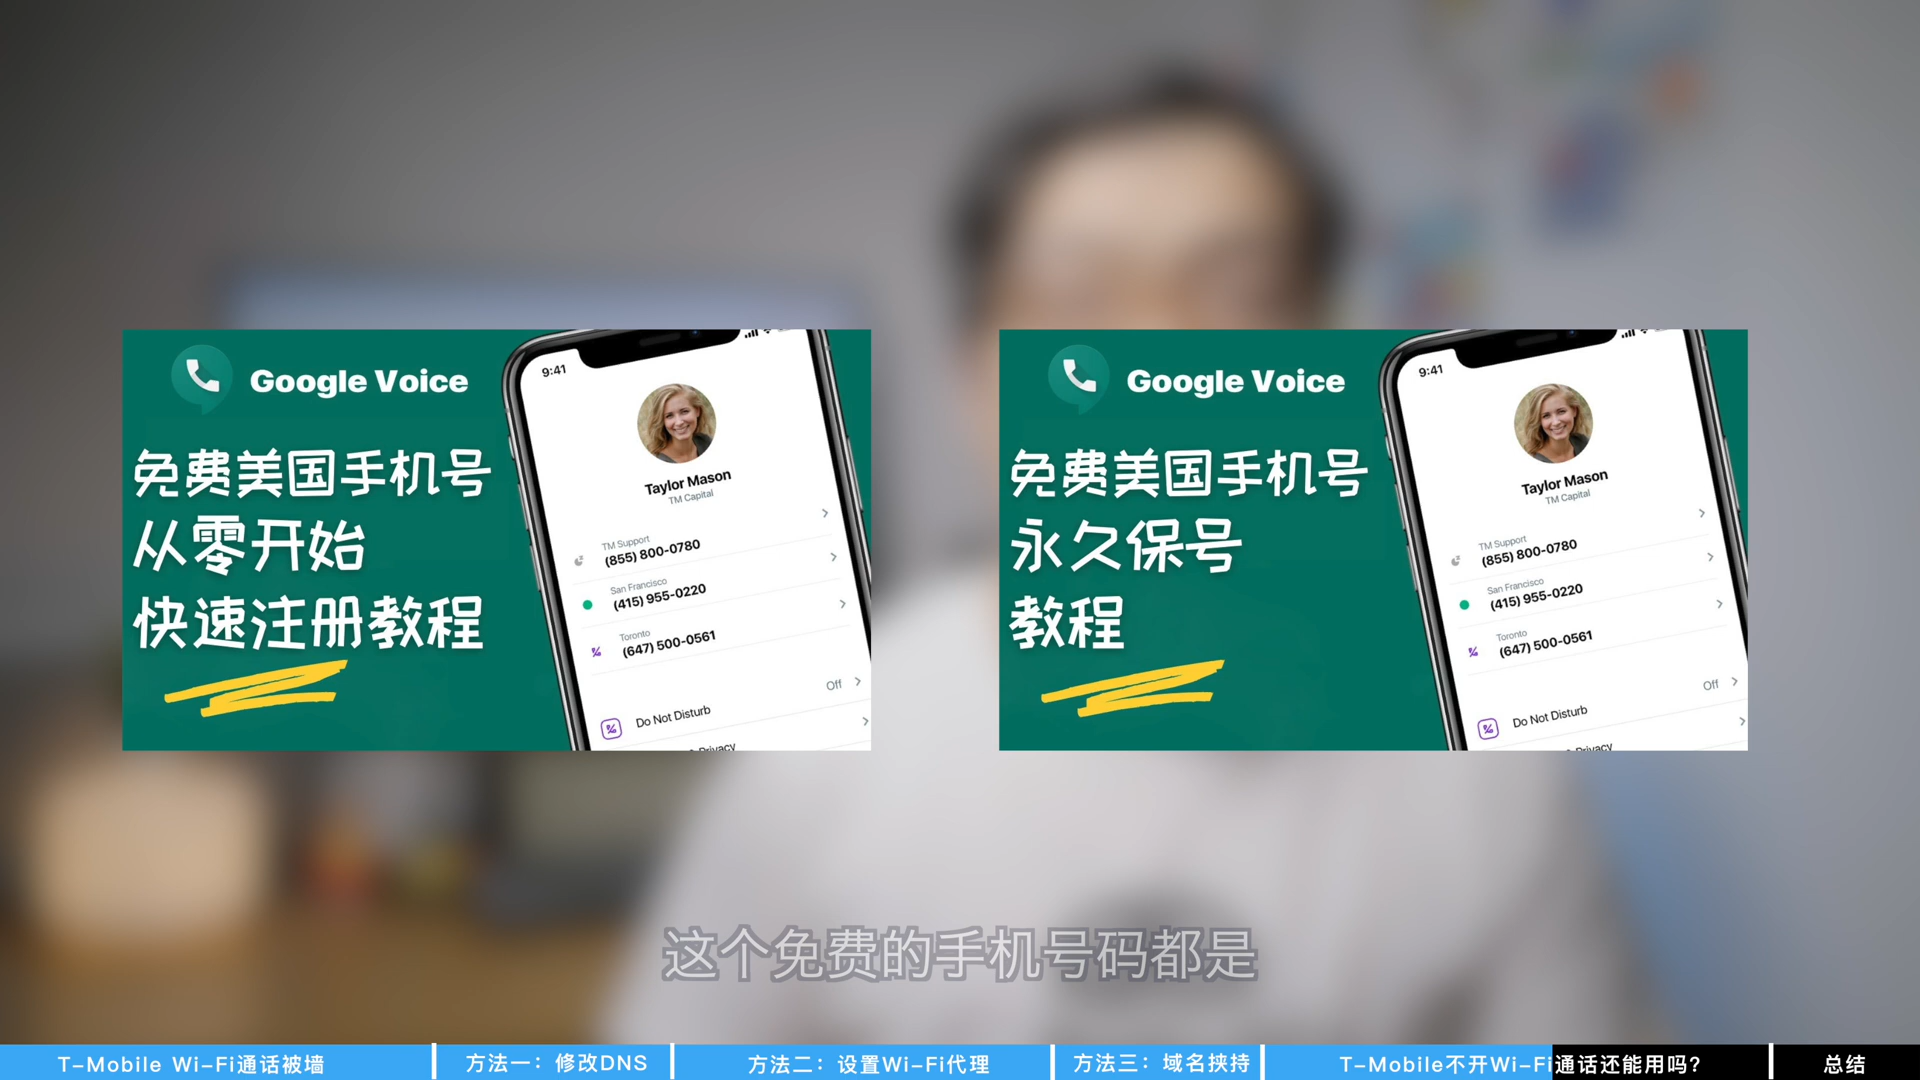 Google Voice
免费美国手机号
从零开始
快速注册教程
9:41
Taylor Mason
TM Capital
TM Support
(855) 800-0780
San Francisco
(415) 955-0220
Toronto
(647) 500-0561
Off
Do Not Disturb
Privacy
Google Voice
免费美国手机号
永久保号
教程
9:41
Taylor Mason
TM Capital
TM Support
(855) 800-0780
San Francisco
(415) 955-0220
Toronto
(647) 500-0561
Off
Do Not Disturb
Privacy
这个免费的手机号码都是
T-Mobile Wi-Fi通话被墙
方法一：修改DNS
方法二：设置Wi-Fi代理
方法三：域名挟持
T-Mobile不开Wi-Fi通话还能用吗？
总结